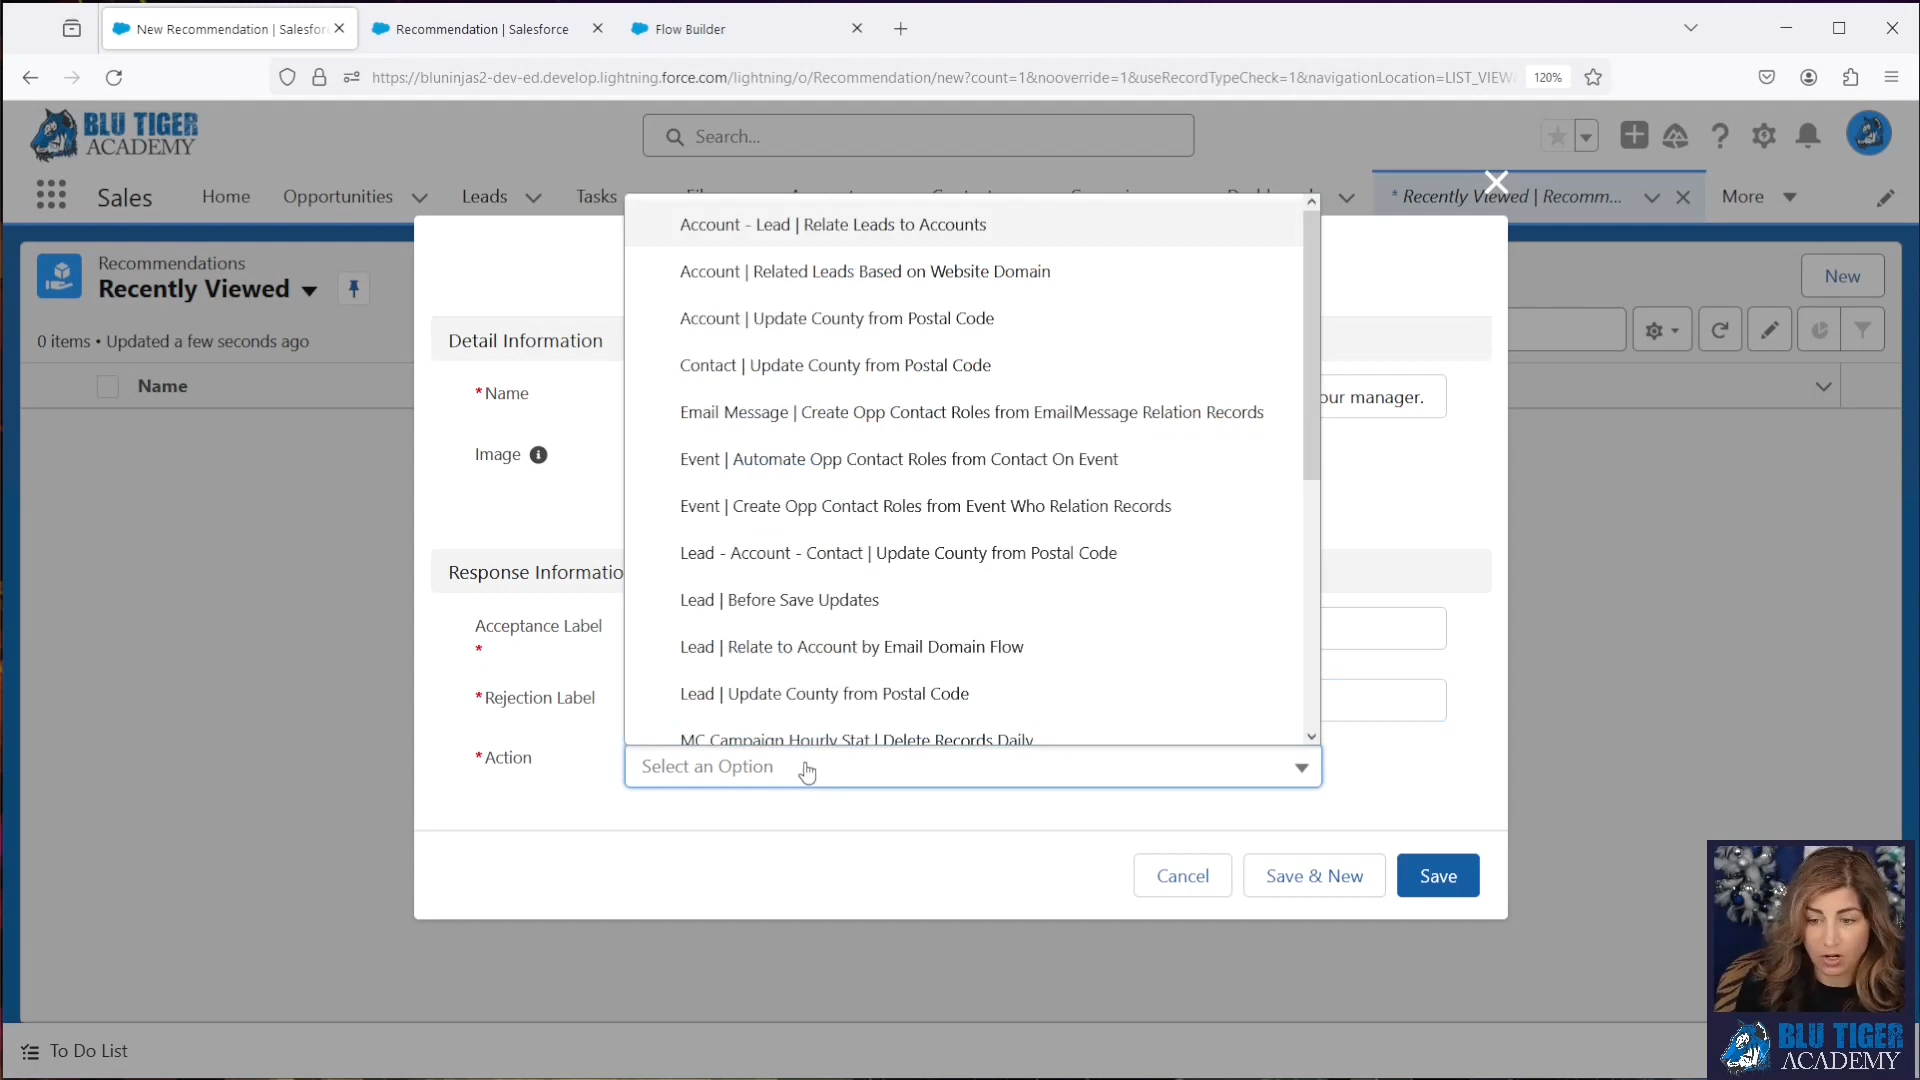 New Recommendation | Salesfor
Recommendation | Salesforce
Flow Builder
https://bluninjas2-dev-ed.develop.lightning.force.com/lightning/o/Recommendation/new?count=1&nooverride=1&useRecordTypeCheck=1&navigationLocation=LIST_VIEW
120%
BLU TIGER
ACADEMY
Search...
Sales
Home
Opportunities
Leads
Tasks
* Recently Viewed | Recomm...
More
Recommendations
Recently Viewed
New
0 items • Updated a few seconds ago
Name
Detail Information
*Name
our manager.
Image
Response Informatio
Acceptance Label
*
*Rejection Label
*Action
Account - Lead | Relate Leads to Accounts
Account | Related Leads Based on Website Domain
Account | Update County from Postal Code
Contact | Update County from Postal Code
Email Message | Create Opp Contact Roles from EmailMessage Relation Records
Event | Automate Opp Contact Roles from Contact On Event
Event | Create Opp Contact Roles from Event Who Relation Records
Lead - Account - Contact | Update County from Postal Code
Lead | Before Save Updates
Lead | Relate to Account by Email Domain Flow
Lead | Update County from Postal Code
MC Campaign Hourly Stat | Delete Records Daily
Select an Option
Cancel
Save & New
Save
To Do List
BLU TIGER
ACADEMY